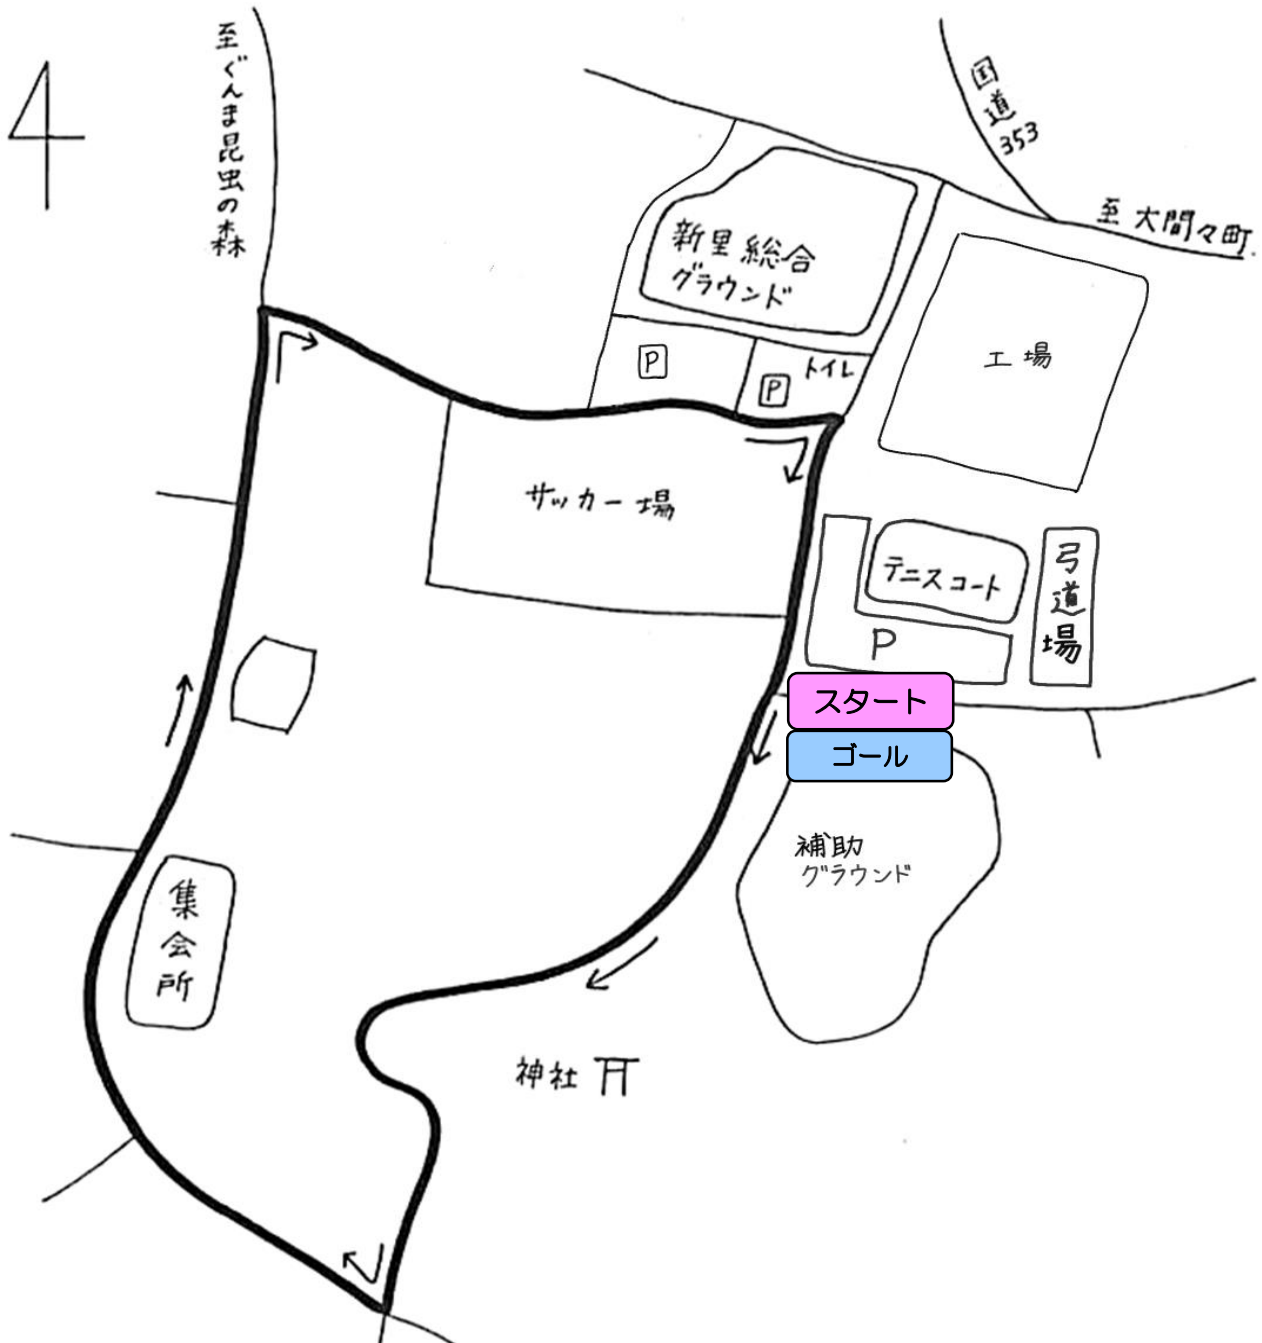 至ぐんま昆虫の森
国道353
至大間々町
新里総合
グラウンド
P
P
トイレ
工場
サッカー場
テニスコート
弓道場
P
スタート
ゴール
補助
グラウンド
集会所
神社